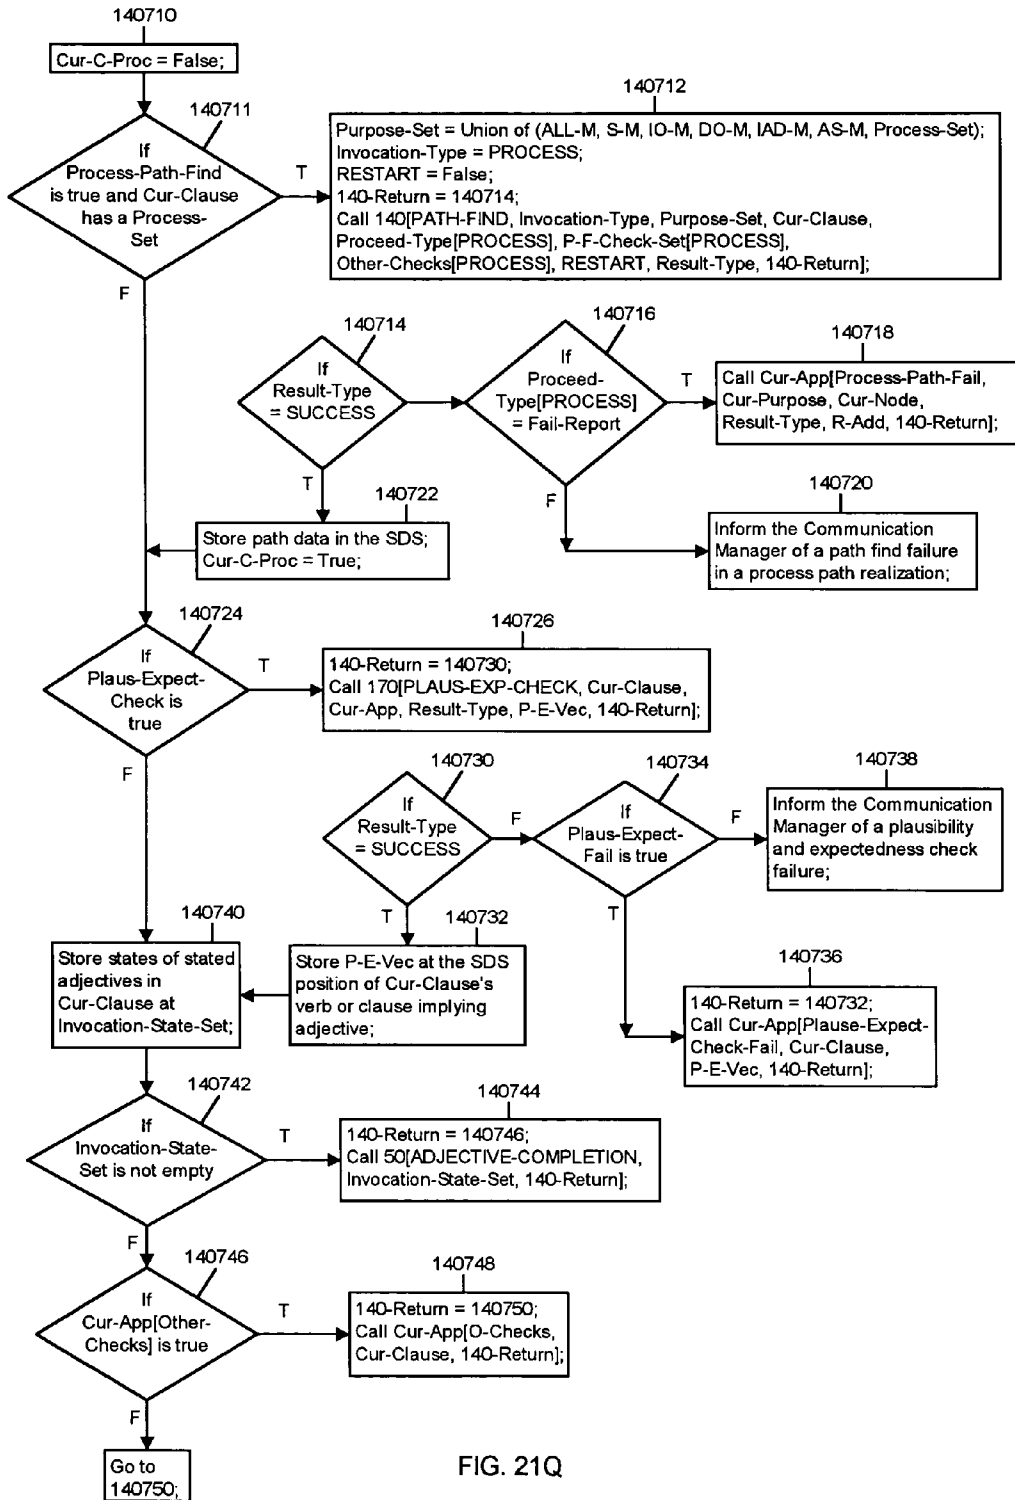 140710
Cur-C-Proc = False;
140711
If
Process-Path-Find
is true and Cur-Clause
has a Process-
Set
T
F
140712
Purpose-Set = Union of (ALL-M, S-M, IO-M, DO-M, IAD-M, AS-M, Process-Set);
Invocation-Type = PROCESS;
RESTART = False;
140-Return = 140714;
Call 140[PATH-FIND, Invocation-Type, Purpose-Set, Cur-Clause,
Proceed-Type[PROCESS], P-F-Check-Set[PROCESS],
Other-Checks[PROCESS], RESTART, Result-Type, 140-Return];
140714
If
Result-Type
= SUCCESS
T
140716
If
Proceed-
Type[PROCESS]
= Fail-Report
T
F
140718
Call Cur-App[Process-Path-Fail,
Cur-Purpose, Cur-Node,
Result-Type, R-Add, 140-Return];
140720
Inform the Communication
Manager of a path find failure
in a process path realization;
140722
Store path data in the SDS;
Cur-C-Proc = True;
140724
If
Plaus-Expect-
Check is
true
T
F
140726
140-Return = 140730;
Call 170[PLAUS-EXP-CHECK, Cur-Clause,
Cur-App, Result-Type, P-E-Vec, 140-Return];
140730
If
Result-Type
= SUCCESS
F
T
140734
If
Plaus-Expect-
Fail is true
F
T
140738
Inform the Communication
Manager of a plausibility
and expectedness check
failure;
140740
Store states of stated
adjectives in
Cur-Clause at
Invocation-State-Set;
140732
Store P-E-Vec at the SDS
position of Cur-Clause's
verb or clause implying
adjective;
140736
140-Return = 140732;
Call Cur-App[Plause-Expect-
Check-Fail, Cur-Clause,
P-E-Vec, 140-Return];
140742
If
Invocation-State-
Set is not empty
T
F
140744
140-Return = 140746;
Call 50[ADJECTIVE-COMPLETION,
Invocation-State-Set, 140-Return];
140746
If
Cur-App[Other-
Checks] is true
T
F
140748
140-Return = 140750;
Call Cur-App[O-Checks,
Cur-Clause, 140-Return];
Go to
140750;
FIG. 21Q